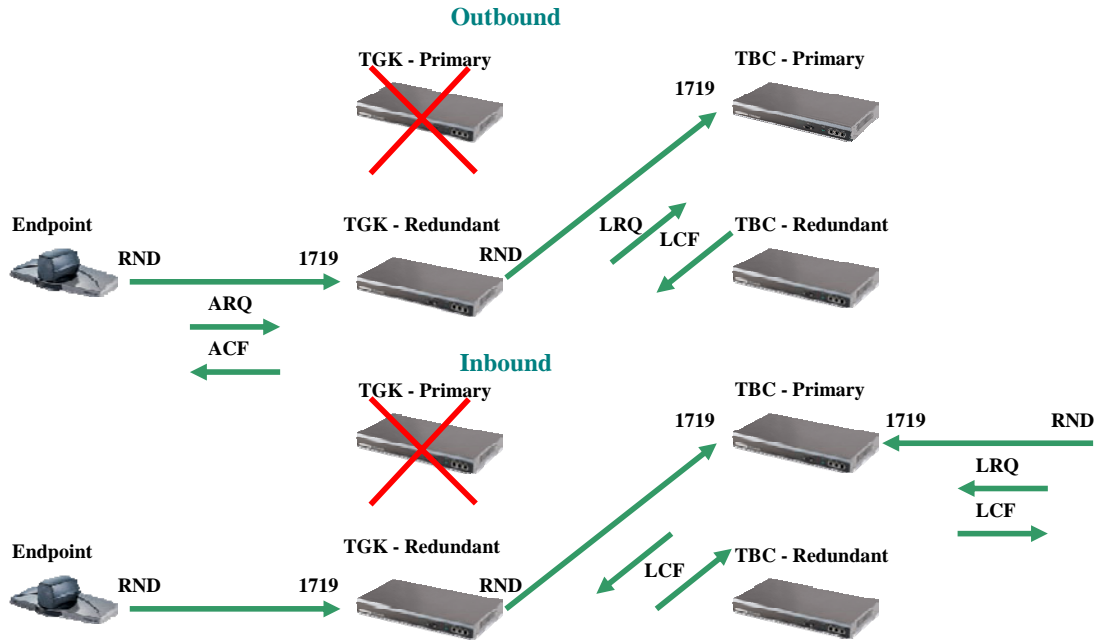 Outbound
TGK - Primary
TBC - Primary
1719
Endpoint
TGK - Redundant
LRQ
TBC - Redundant
RND
1719
RND
LCF
ARQ
ACF
Inbound
TGK - Primary
TBC - Primary
1719
1719
RND
LRQ
LCF
Endpoint
TGK - Redundant
TBC - Redundant
RND
1719
RND
LCF